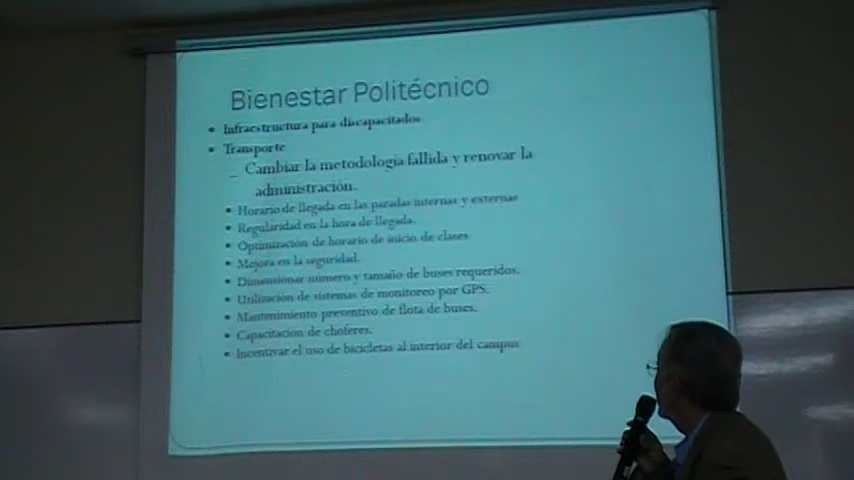 Bienestar Politécnico
• Infraestructura para discapacitados
• Transporte
– Cambiar la metodología fallida y renovar la
administración.
• Horario de llegada en las paradas internas y externas
• Regularidad en la hora de llegada.
• Optimización de horario de inicio de clases
• Mejora en la seguridad.
• Dimensionar número y tamaño de buses requeridos.
• Utilización de sistemas de monitoreo por GPS.
• Mantenimiento preventivo de flota de buses.
• Capacitación de choferes.
• Incentivar el uso de bicicletas al interior del campus